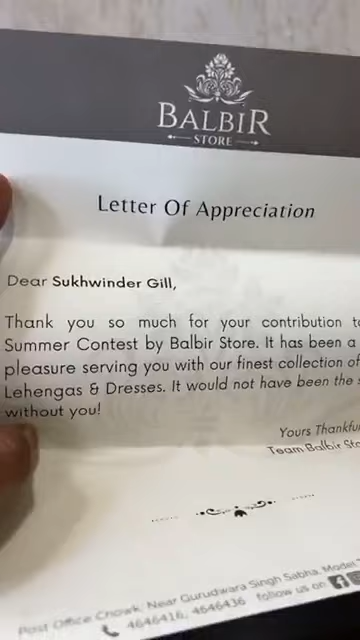 BALBIR
STORE
Letter Of Appreciation
Dear Sukhwinder Gill,
Thank you so much for your contribution
Summer Contest by Balbir Store. It has been a
pleasure serving you with our finest collection of
Lehengas & Dresses. It would not have been the
without you!
Yours
Team Balbir
Post Office Chowk, Near Gurudwara Singh Sabha, Model
4646416, 4646436 follow us on